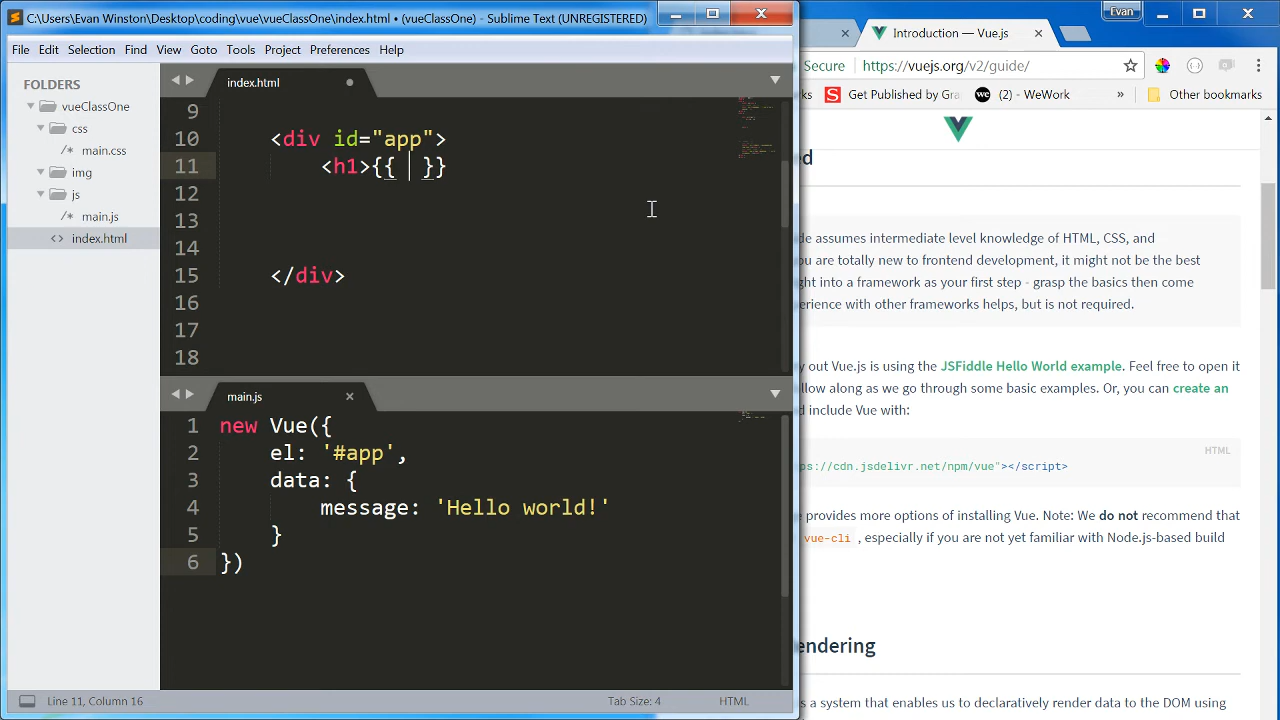 C:\Users\Evan Winston\Desktop\coding\vue\vueClassOne\index.html • (vueClassOne) - Sublime Text (UNREGISTERED)
File Edit Selection Find View Goto Tools Project Preferences Help
FOLDERS
vueClassOne
css
main.css
img
js
main.js
index.html
index.html
9
10 <div id="app">
11 <h1>{{ }}
12
13
14
15 </div>
16
17
18
main.js
1 new Vue({
2 el: '#app',
3 data: {
4 message: 'Hello world!'
5 }
6 })
Line 11, Column 16 Tab Size: 4 HTML
Evan
Introduction — Vue.js
Secure https://vuejs.org/v2/guide/
Get Published by Gra (2) - WeWork » Other bookmarks
we
ed
de assumes intermediate level knowledge of HTML, CSS, and
ou are totally new to frontend development, it might not be the best
ght into a framework as your first step - grasp the basics then come
perience with other frameworks helps, but is not required.
y out Vue.js is using the JSFiddle Hello World example. Feel free to open it
llow along as we go through some basic examples. Or, you can create an
d include Vue with:
HTML
ps://cdn.jsdelivr.net/npm/vue"></script>
e provides more options of installing Vue. Note: We do not recommend that
vue-cli , especially if you are not yet familiar with Node.js-based build
endering
s a system that enables us to declaratively render data to the DOM using